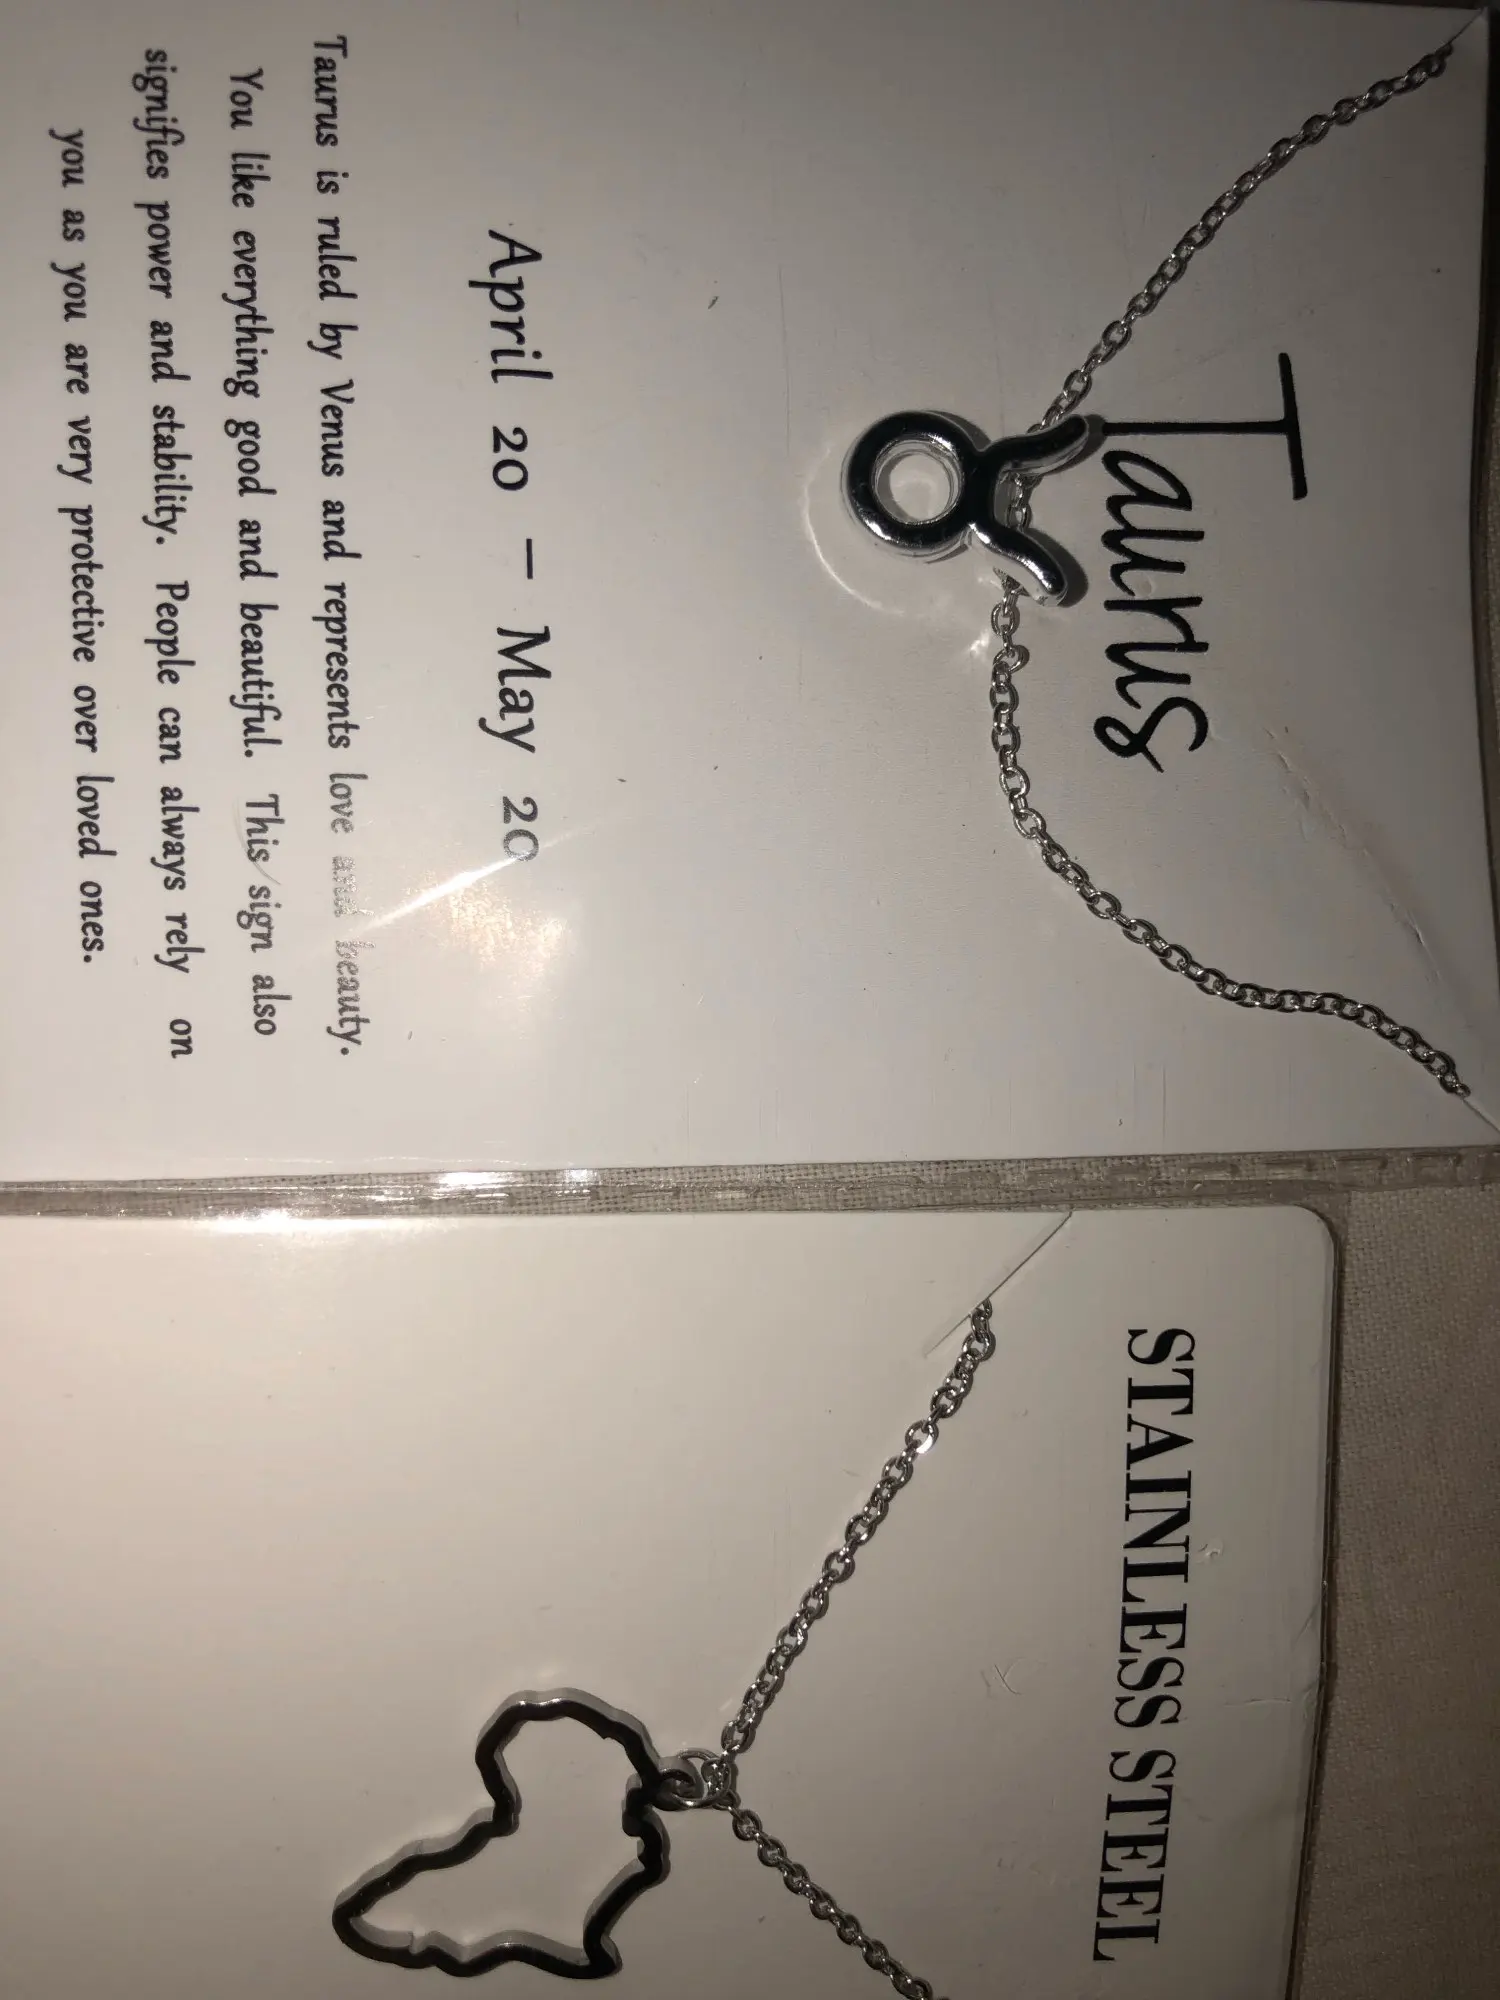 Taurus
April 20 – May 20
Taurus is ruled by Venus and represents love and beauty.
You like everything good and beautiful. This sign also
signifies power and stability. People can always rely on
you as you are very protective over loved ones.
STAINLESS STEEL